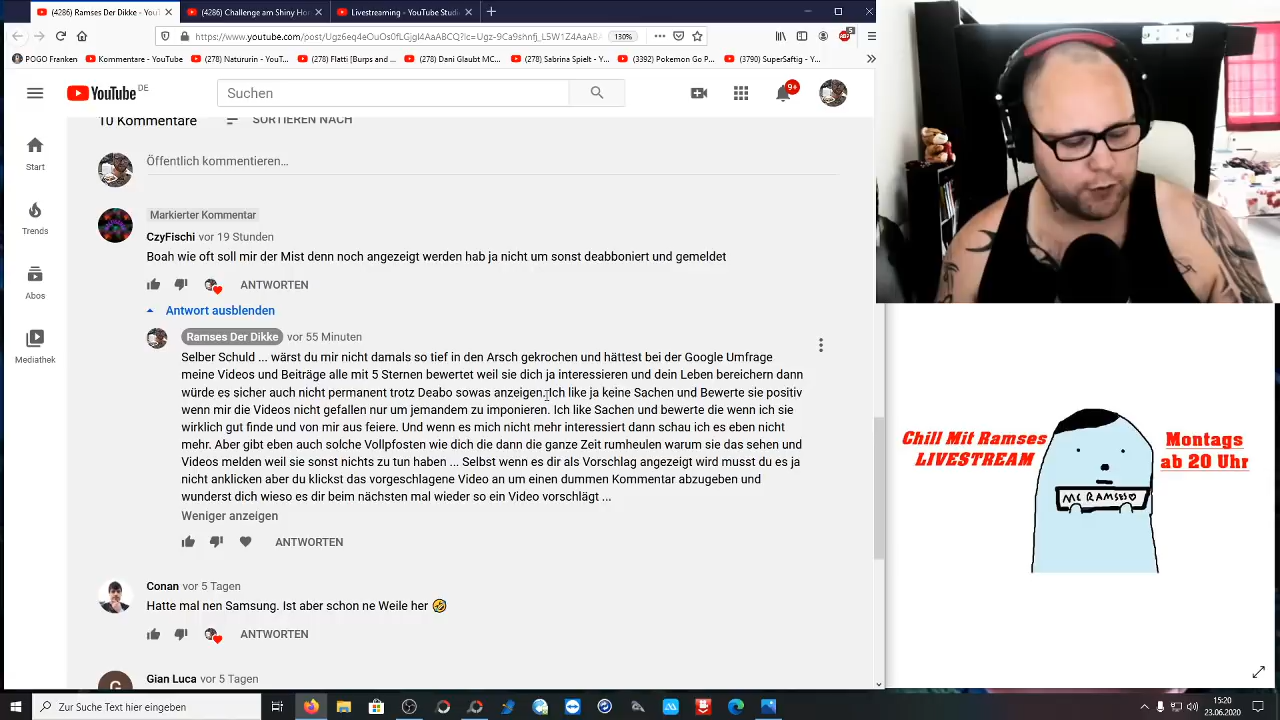 (4286) Ramses Der Dikke - YouTube
(4286) Challenge am Shiny Hor
Livestreaming - YouTube Studi
130%
POGO Franken
Kommentare - YouTube
(278) Natururin - YouT...
(278) Flatti |Burps and ...
(278) Dani Glaubt MC...
(278) Sabrina Spielt - Y...
(3392) Pokemon Go P...
(3790) SuperSaftig - Y...
YouTube DE
Suchen
9+
Start
Trends
Abos
Mediathek
10 Kommentare SORTIEREN NACH
Öffentlich kommentieren...
Markierter Kommentar
CzyFischi vor 19 Stunden
Boah wie oft soll mir der Mist denn noch angezeigt werden hab ja nicht um sonst deabboniert und gemeldet
ANTWORTEN
Antwort ausblenden
Ramses Der Dikke vor 55 Minuten
Selber Schuld ... wärst du mir nicht damals so tief in den Arsch gekrochen und hättest bei der Google Umfrage
meine Videos und Beiträge alle mit 5 Sternen bewertet weil sie dich ja interessieren und dein Leben bereichern dann
würde es sicher auch nicht permanent trotz Deabo sowas anzeigen. Ich like ja keine Sachen und Bewerte sie positiv
wenn mir die Videos nicht gefallen nur um jemandem zu imponieren. Ich like Sachen und bewerte die wenn ich sie
wirklich gut finde und von mir aus feiere. Und wenn es mich nicht mehr interessiert dann schau ich es eben nicht
mehr. Aber gibt eben auch solche Vollpfosten wie dich die dann die ganze Zeit rumheulen warum sie das sehen und
Videos melden weil sie sonst nichts zu tun haben ... Selbst wenn es dir als Vorschlag angezeigt wird musst du es ja
nicht anklicken aber du klickst das vorgeschlagene Video an um einen dummen Kommentar abzugeben und
wunderst dich wieso es dir beim nächsten mal wieder so ein Video vorschlägt ...
Weniger anzeigen
ANTWORTEN
Conan vor 5 Tagen
Hatte mal nen Samsung. Ist aber schon ne Weile her 🤣
ANTWORTEN
Gian Luca vor 5 Tagen
G
Chill Mit Ramses
LIVESTREAM
MC RAMSES♡
Montags
ab 20 Uhr
Zur Suche Text hier eingeben
15:20
23.06.2020